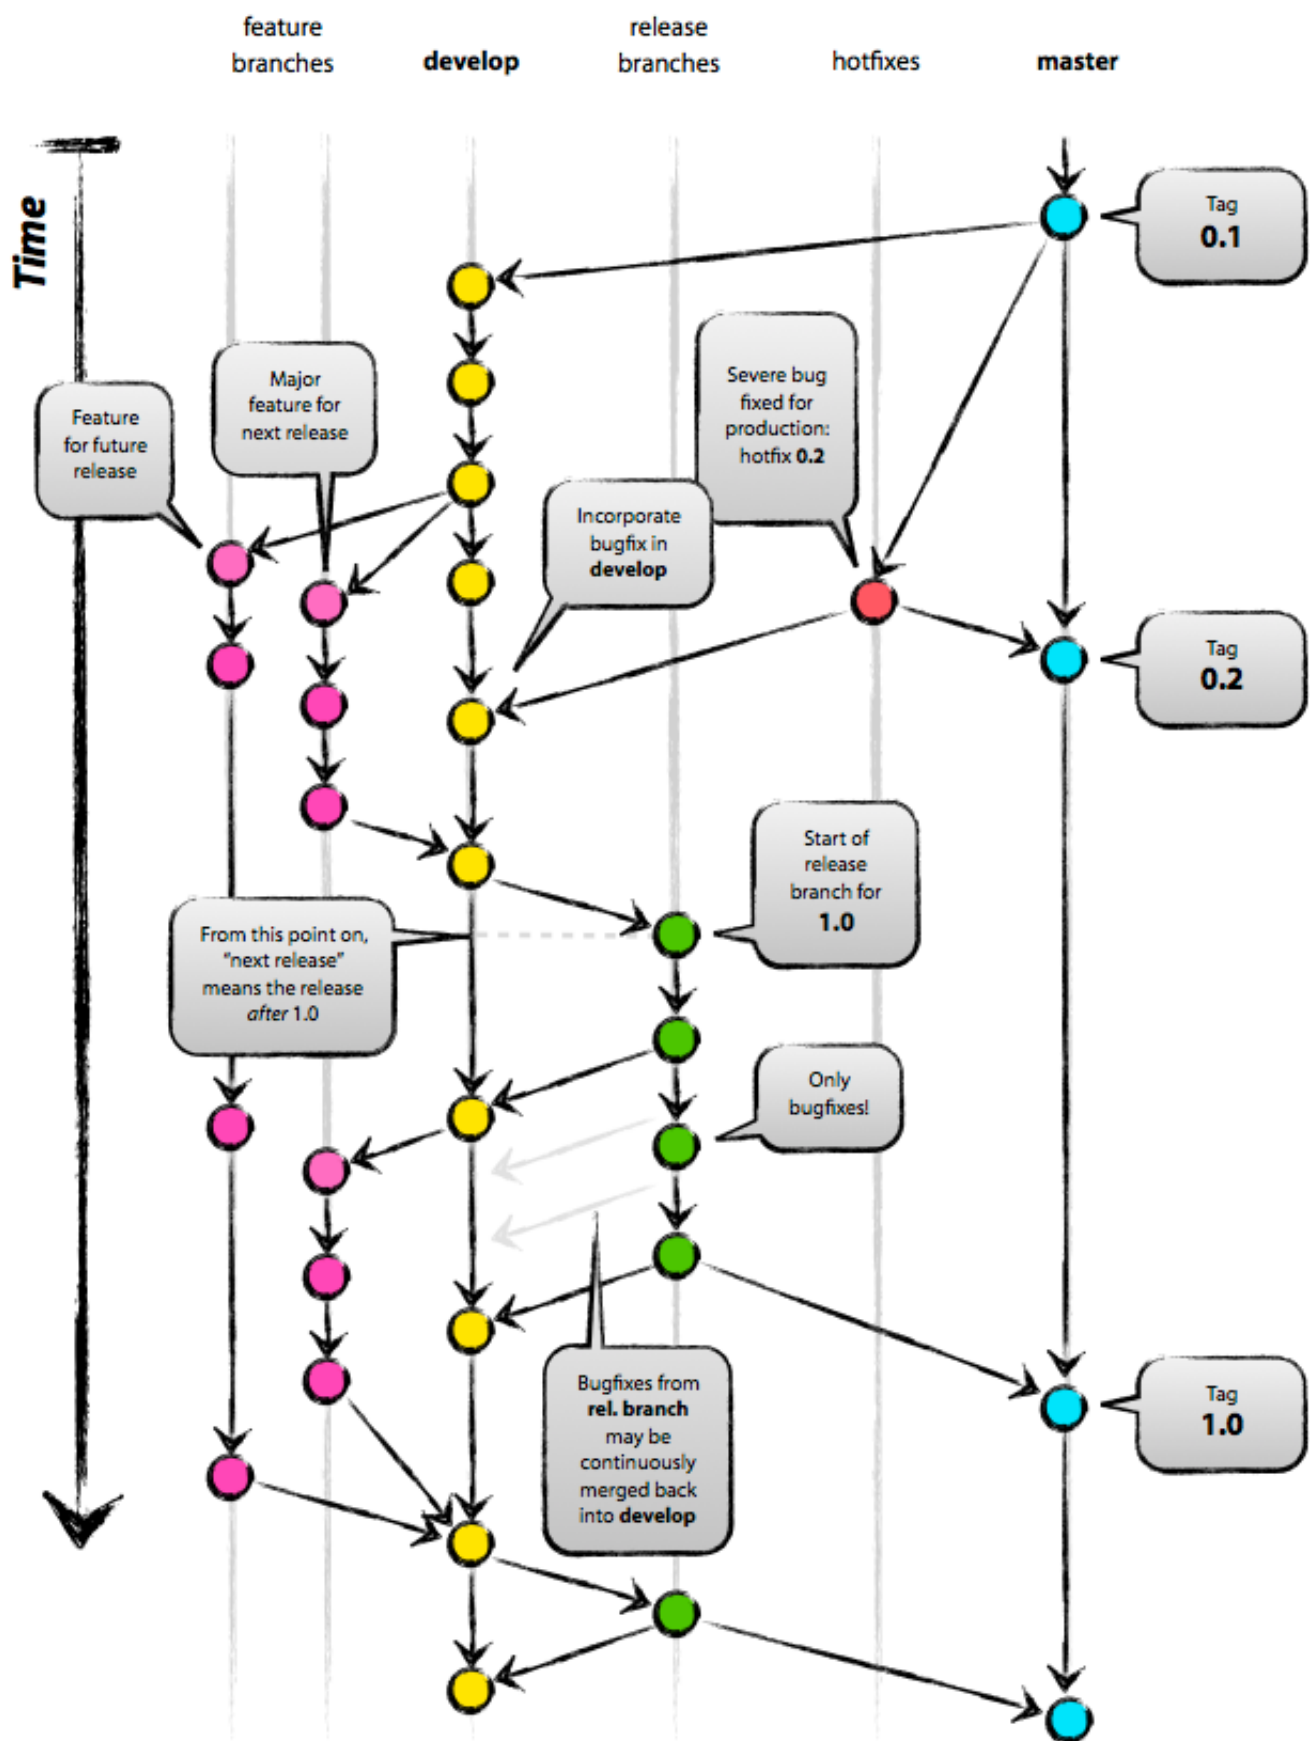 feature
branches
develop
release
branches
hotfixes
master
Time
Tag
0.1
Severe bug
fixed for
production:
hotfix 0.2
Major
feature for
next release
Feature
for future
release
Incorporate
bugfix in
develop
Tag
0.2
Start of
release
branch for
1.0
From this point on,
“next release”
means the release
after 1.0
Only
bugfixes!
Bugfixes from
rel. branch
may be
continuously
merged back
into develop
Tag
1.0